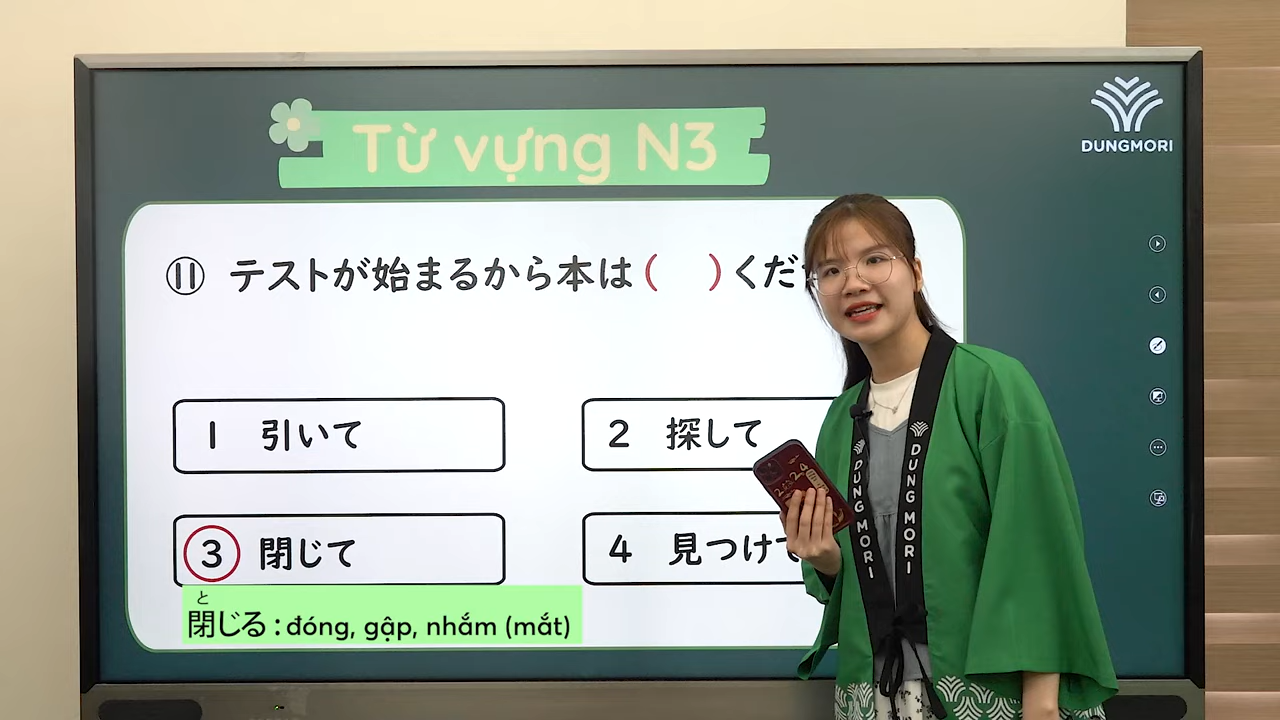 Từ vựng N3
DUNGMORI
⑪ テストが始まるから本は( )くだ
1 引いて
2 探して
3 閉じて
4 見つけて
と
閉じる : đóng, gập, nhắm (mắt)
DUNG MORI
DUNG MORI